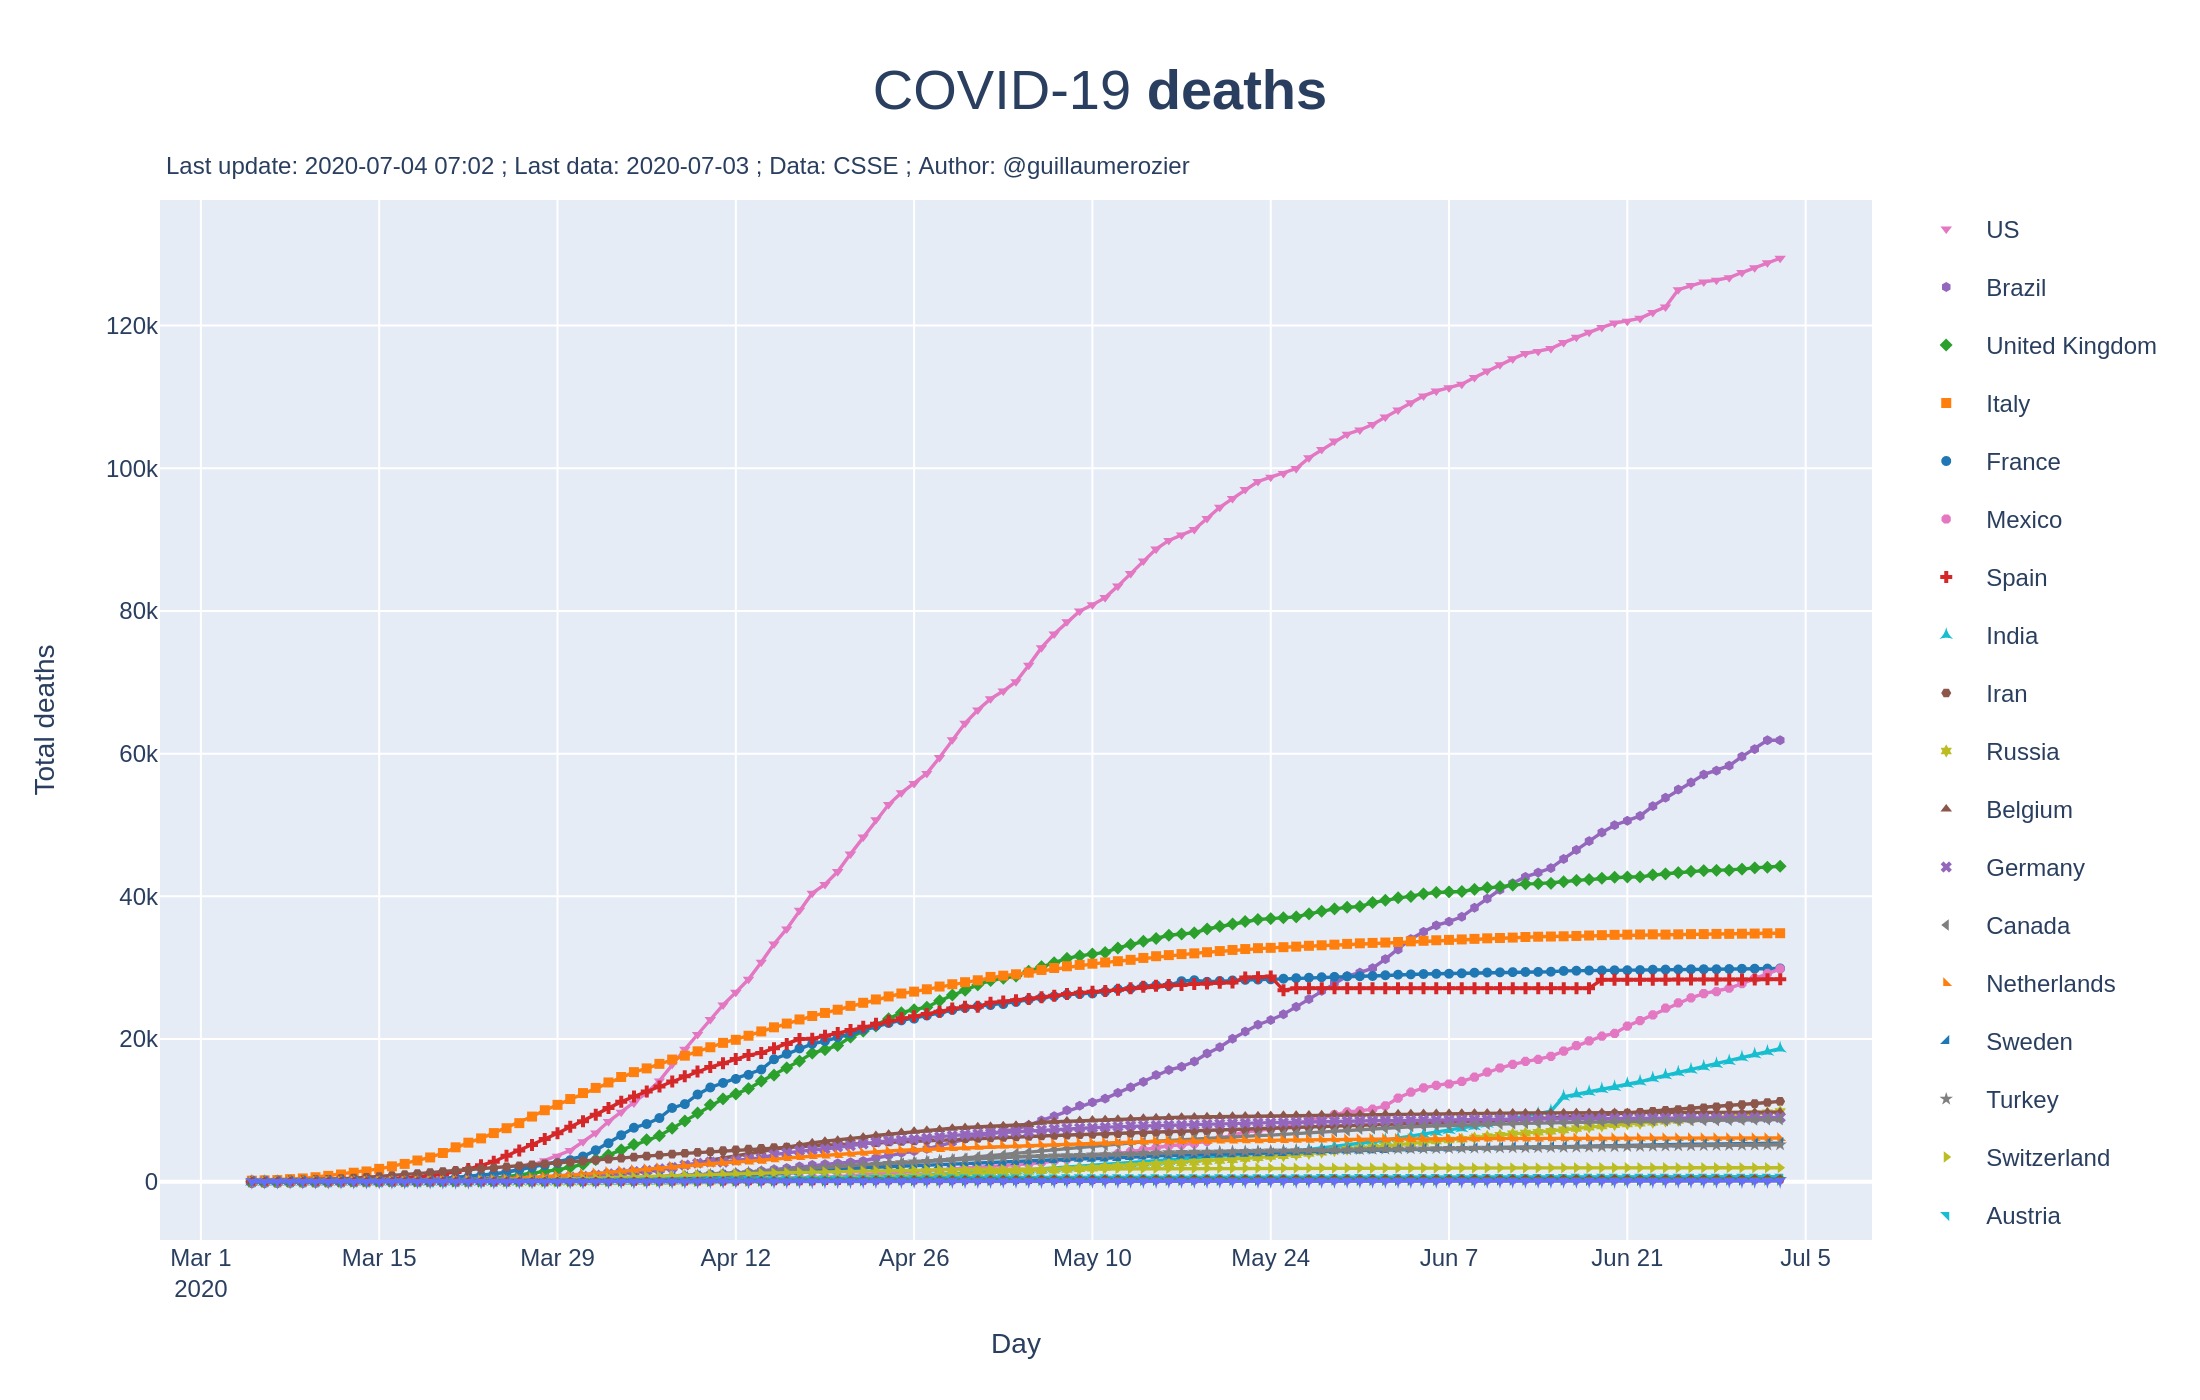 COVID-19 deaths
Last update: 2020-07-04 07:02 ; Last data: 2020-07-03 ; Data: CSSE ; Author: @guillaumerozier
Total deaths
120k
100k
80k
60k
40k
20k
0
Mar 1 Mar 15 Mar 29 Apr 12 Apr 26 May 10 May 24 Jun 7 Jun 21 Jul 5
2020
Day
US
Brazil
United Kingdom
Italy
France
Mexico
Spain
India
Iran
Russia
Belgium
Germany
Canada
Netherlands
Sweden
Turkey
Switzerland
Austria